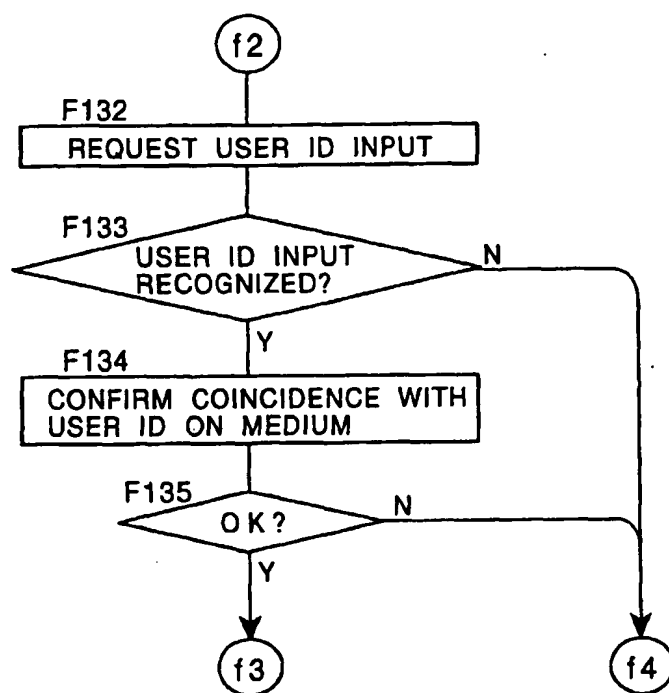 f2
F132
REQUEST USER ID INPUT
F133
USER ID INPUT
RECOGNIZED?
N
Y
F134
CONFIRM COINCIDENCE WITH
USER ID ON MEDIUM
F135
OK?
N
Y
f3
f4